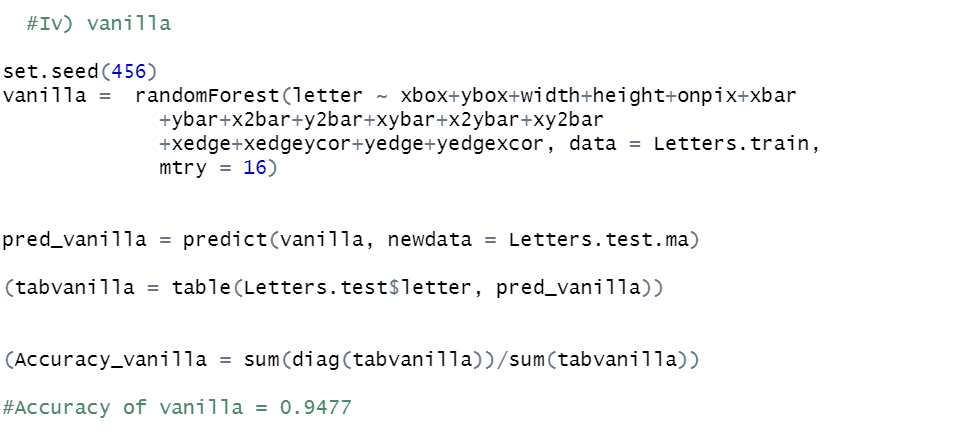 #Iv) vanilla
set.seed(456)
vanilla =  randomForest(letter ~ xbox+ybox+width+height+onpix+xbar
+ybar+x2bar+y2bar+xybar+x2ybar+xy2bar
+xedge+xedgeycor+yedge+yedgexcor, data = Letters.train,
mtry = 16)
pred_vanilla = predict(vanilla, newdata = Letters.test.ma)
(tabvanilla = table(Letters.test$letter, pred_vanilla))
(Accuracy_vanilla = sum(diag(tabvanilla))/sum(tabvanilla))
#Accuracy of vanilla = 0.9477